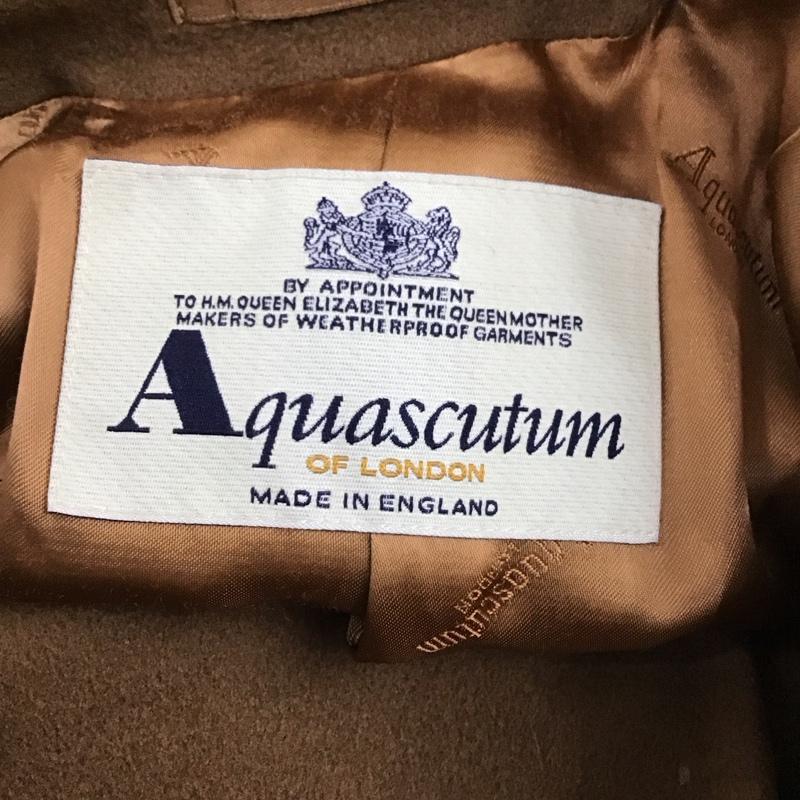 BY APPOINTMENT
TO H.M. QUEEN ELIZABETH THE QUEEN MOTHER
MAKERS OF WEATHERPROOF GARMENTS
Aquascutum
OF LONDON
MADE IN ENGLAND
Aquascutum
LONDON
Aquascutum